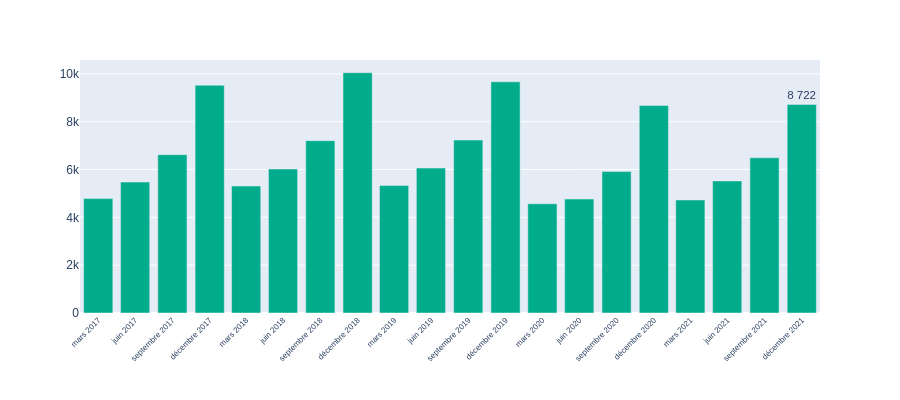 10k
8k
6k
4k
2k
0
8 722
mars 2017
juin 2017
septembre 2017
décembre 2017
mars 2018
juin 2018
septembre 2018
décembre 2018
mars 2019
juin 2019
septembre 2019
décembre 2019
mars 2020
juin 2020
septembre 2020
décembre 2020
mars 2021
juin 2021
septembre 2021
décembre 2021